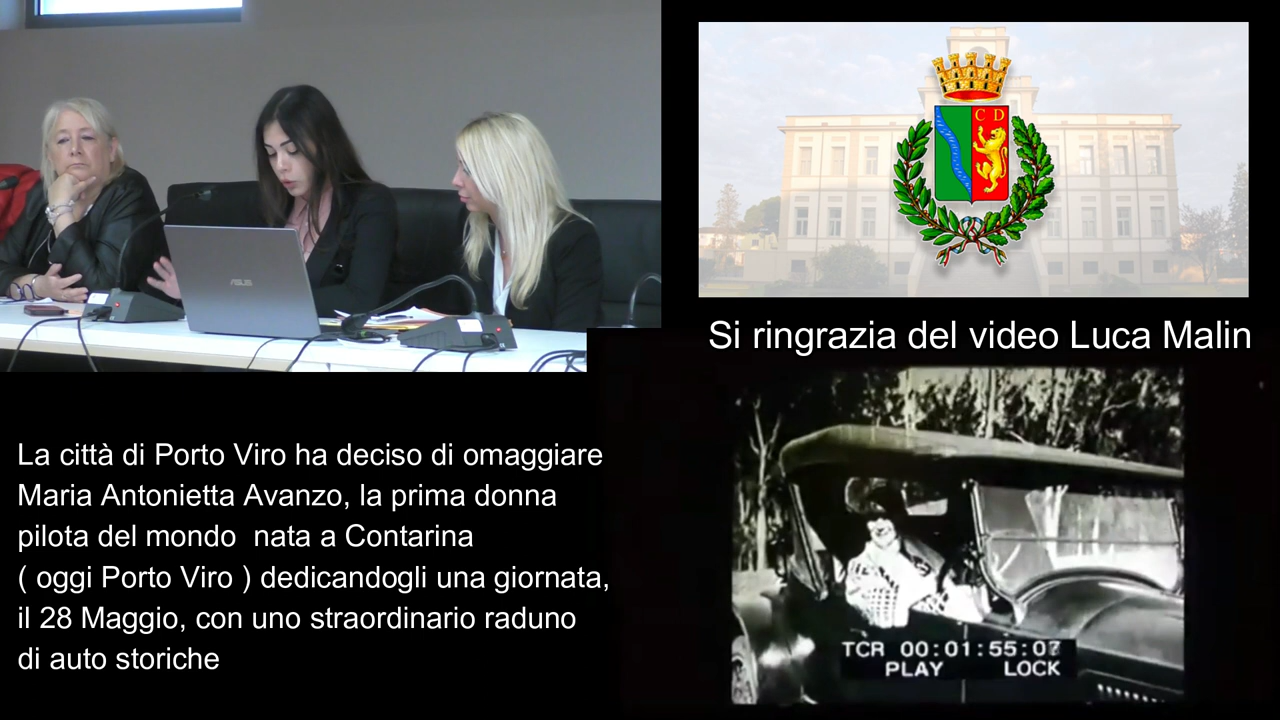 ASUS
C D
Si ringrazia del video Luca Malin
La città di Porto Viro ha deciso di omaggiare
Maria Antonietta Avanzo, la prima donna
pilota del mondo  nata a Contarina
( oggi Porto Viro ) dedicandogli una giornata,
il 28 Maggio, con uno straordinario raduno
di auto storiche
TCR 00:01:55:07
PLAY LOCK